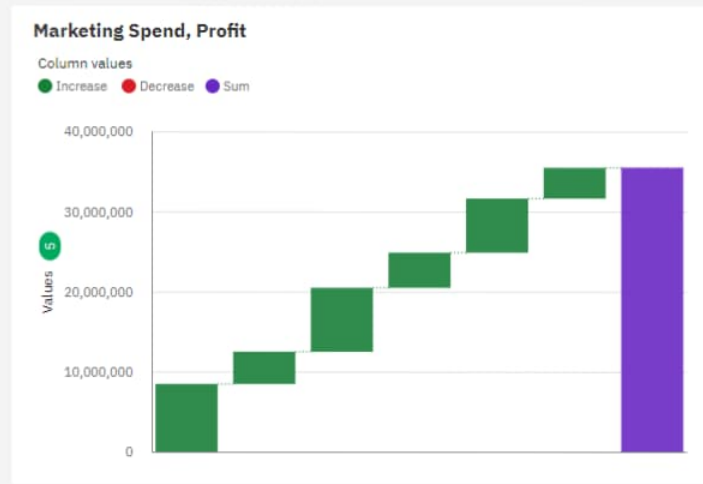 Marketing Spend, Profit
Column values
Increase Decrease Sum
40,000,000
30,000,000
20,000,000
10,000,000
0
Values 5